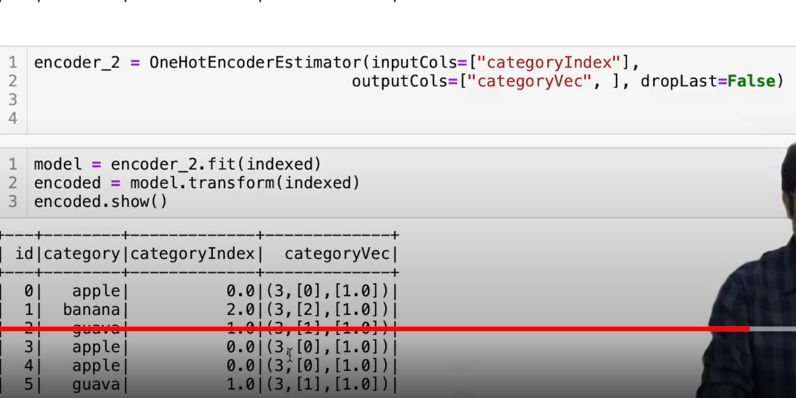 1 encoder_2 = OneHotEncoderEstimator(inputCols=["categoryIndex"],
2 outputCols=["categoryVec", ], dropLast=False)
3
4
1 model = encoder_2.fit(indexed)
2 encoded = model.transform(indexed)
3 encoded.show()
+---+--------+-------------+-------------+
| id|category|categoryIndex|  categoryVec|
+---+--------+-------------+-------------+
|  0|   apple|          0.0|(3,[0],[1.0])|
|  1|  banana|          2.0|(3,[2],[1.0])|
|  2|   guava|          1.0|(3,[1],[1.0])|
|  3|   apple|          0.0|(3,[0],[1.0])|
|  4|   apple|          0.0|(3,[0],[1.0])|
|  5|   guava|          1.0|(3,[1],[1.0])|